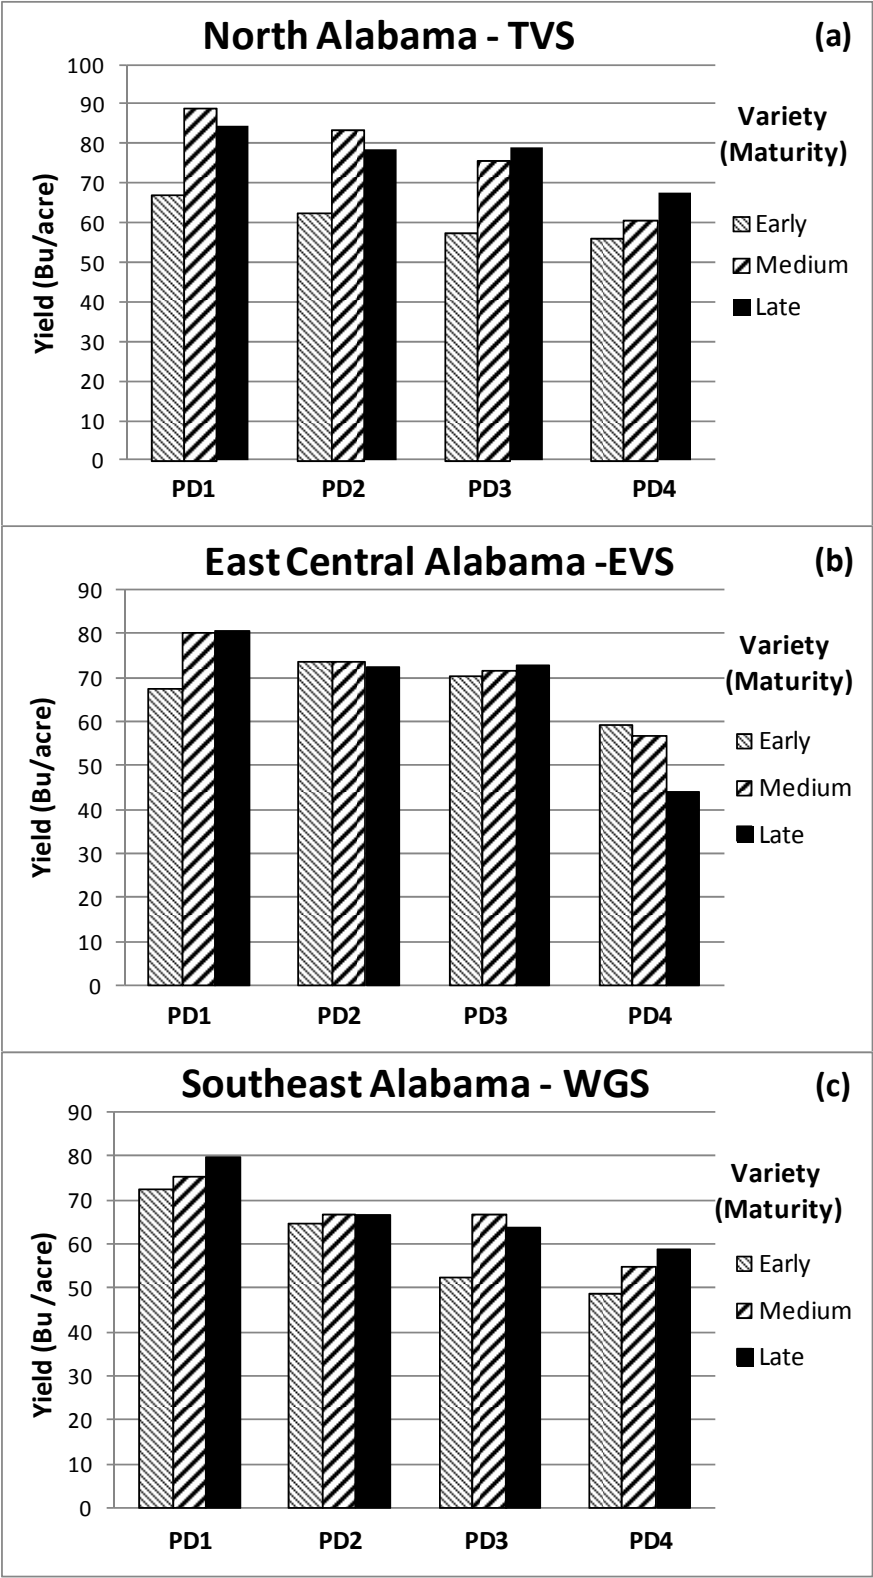 North Alabama - TVS
(a)
100
90
80
70
60
50
40
30
20
10
0
Yield (Bu/acre)
PD1 PD2 PD3 PD4
Variety
(Maturity)
Early
Medium
Late
East Central Alabama -EVS
(b)
90
80
70
60
50
40
30
20
10
0
Yield (Bu/acre)
PD1 PD2 PD3 PD4
Variety
(Maturity)
Early
Medium
Late
Southeast Alabama - WGS
(c)
90
80
70
60
50
40
30
20
10
0
Yield (Bu /acre)
PD1 PD2 PD3 PD4
Variety
(Maturity)
Early
Medium
Late